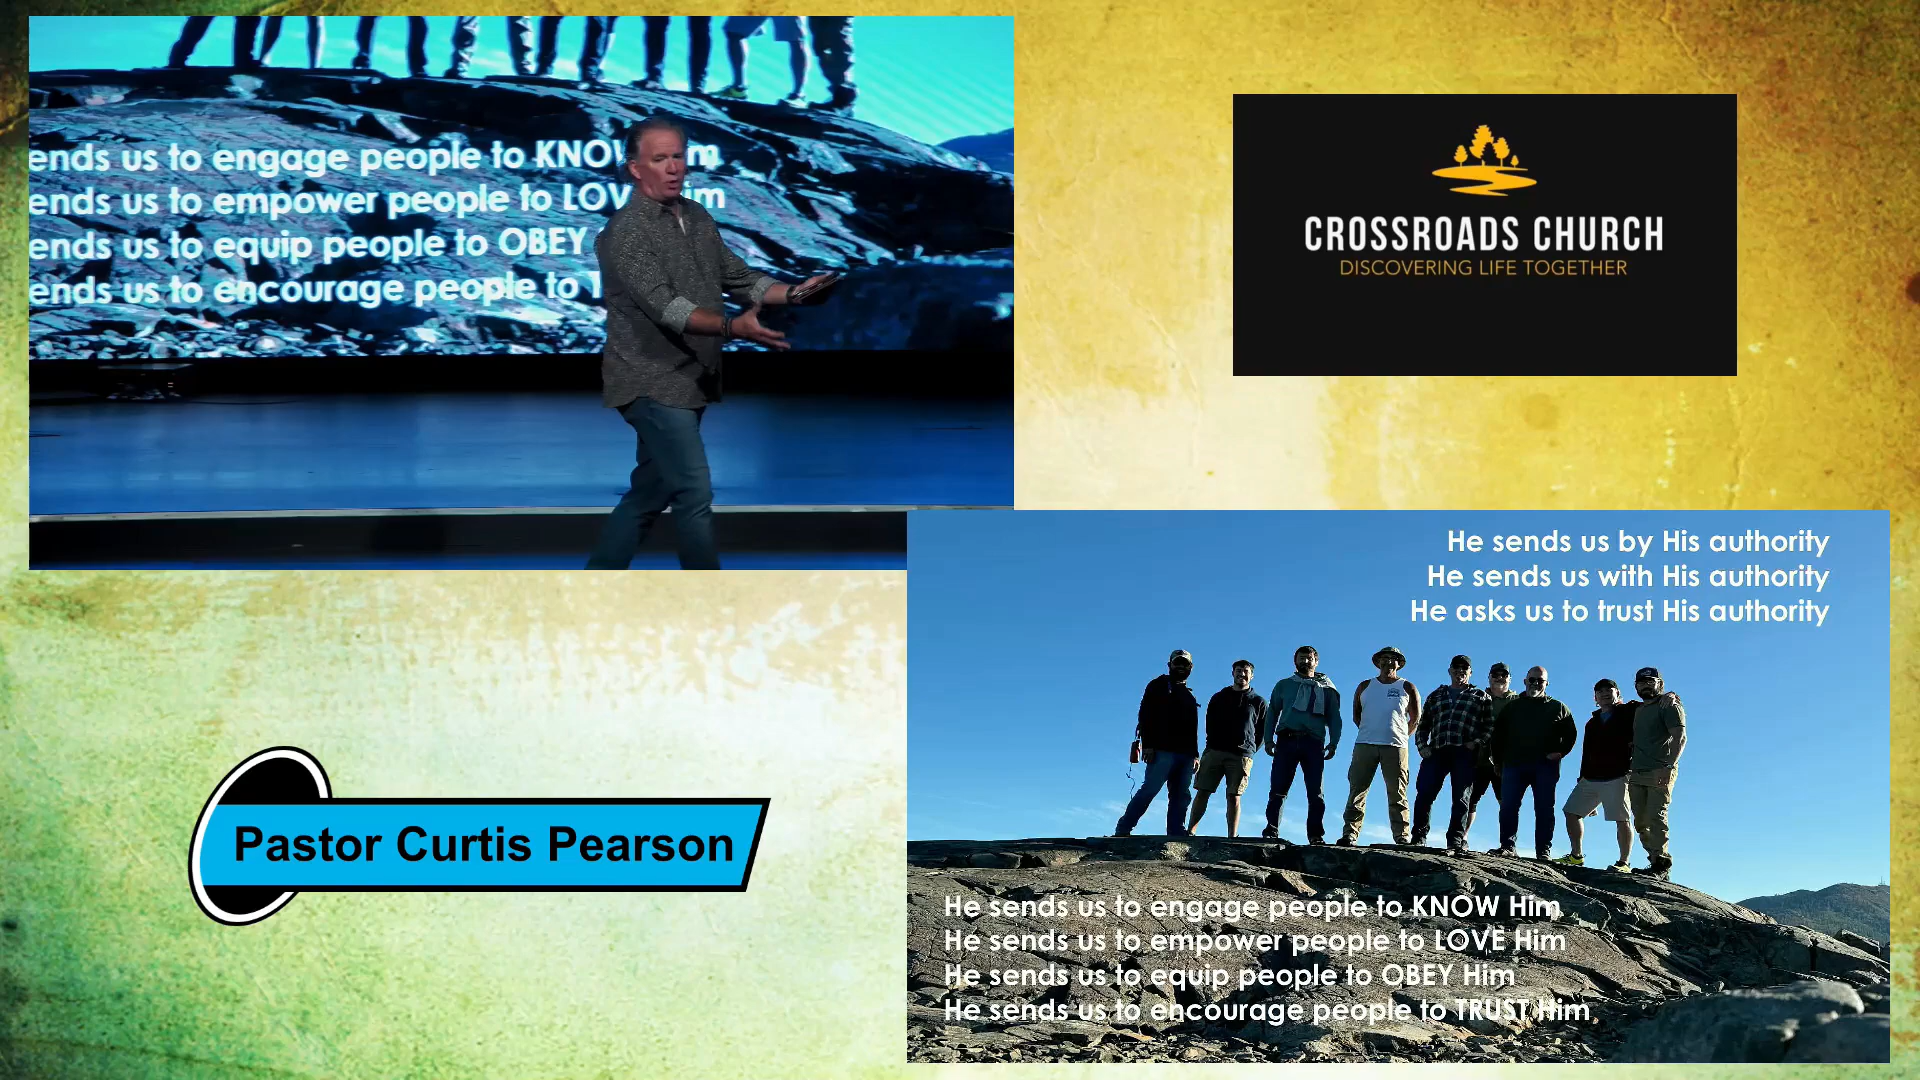 ends us to engage people to KNOW
ends us to empower people to LOV im
ends us to equip people to OBEY
ends us to encourage people to
CROSSROADS CHURCH
DISCOVERING LIFE TOGETHER
He sends us by His authority
He sends us with His authority
He asks us to trust His authority
He sends us to engage people to KNOW Him
He sends us to empower people to LOVE Him
He sends us to equip people to OBEY Him
He sends us to encourage people to TRUST Him
Pastor Curtis Pearson